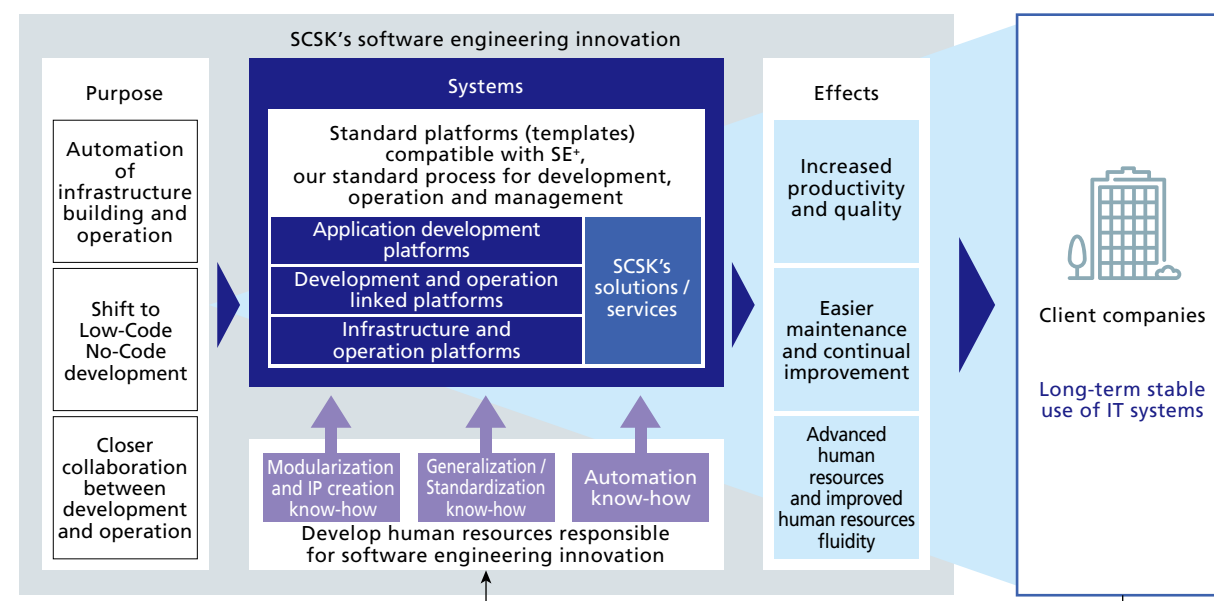 SCSK's software engineering innovation
Purpose
Automation
of
infrastructure
building and
operation
Shift to
Low-Code
No-Code
development
Closer
collaboration
between
development
and operation
Systems
Standard platforms (templates)
compatible with SE+,
our standard process for development,
operation and management
Application development
platforms
Development and operation
linked platforms
Infrastructure and
operation platforms
SCSK's
solutions /
services
Modularization
and IP creation
know-how
Generalization /
Standardization
know-how
Automation
know-how
Develop human resources responsible
for software engineering innovation
Effects
Increased
productivity
and quality
Easier
maintenance
and continual
improvement
Advanced
human
resources
and improved
human resources
fluidity
Client companies
Long-term stable
use of IT systems